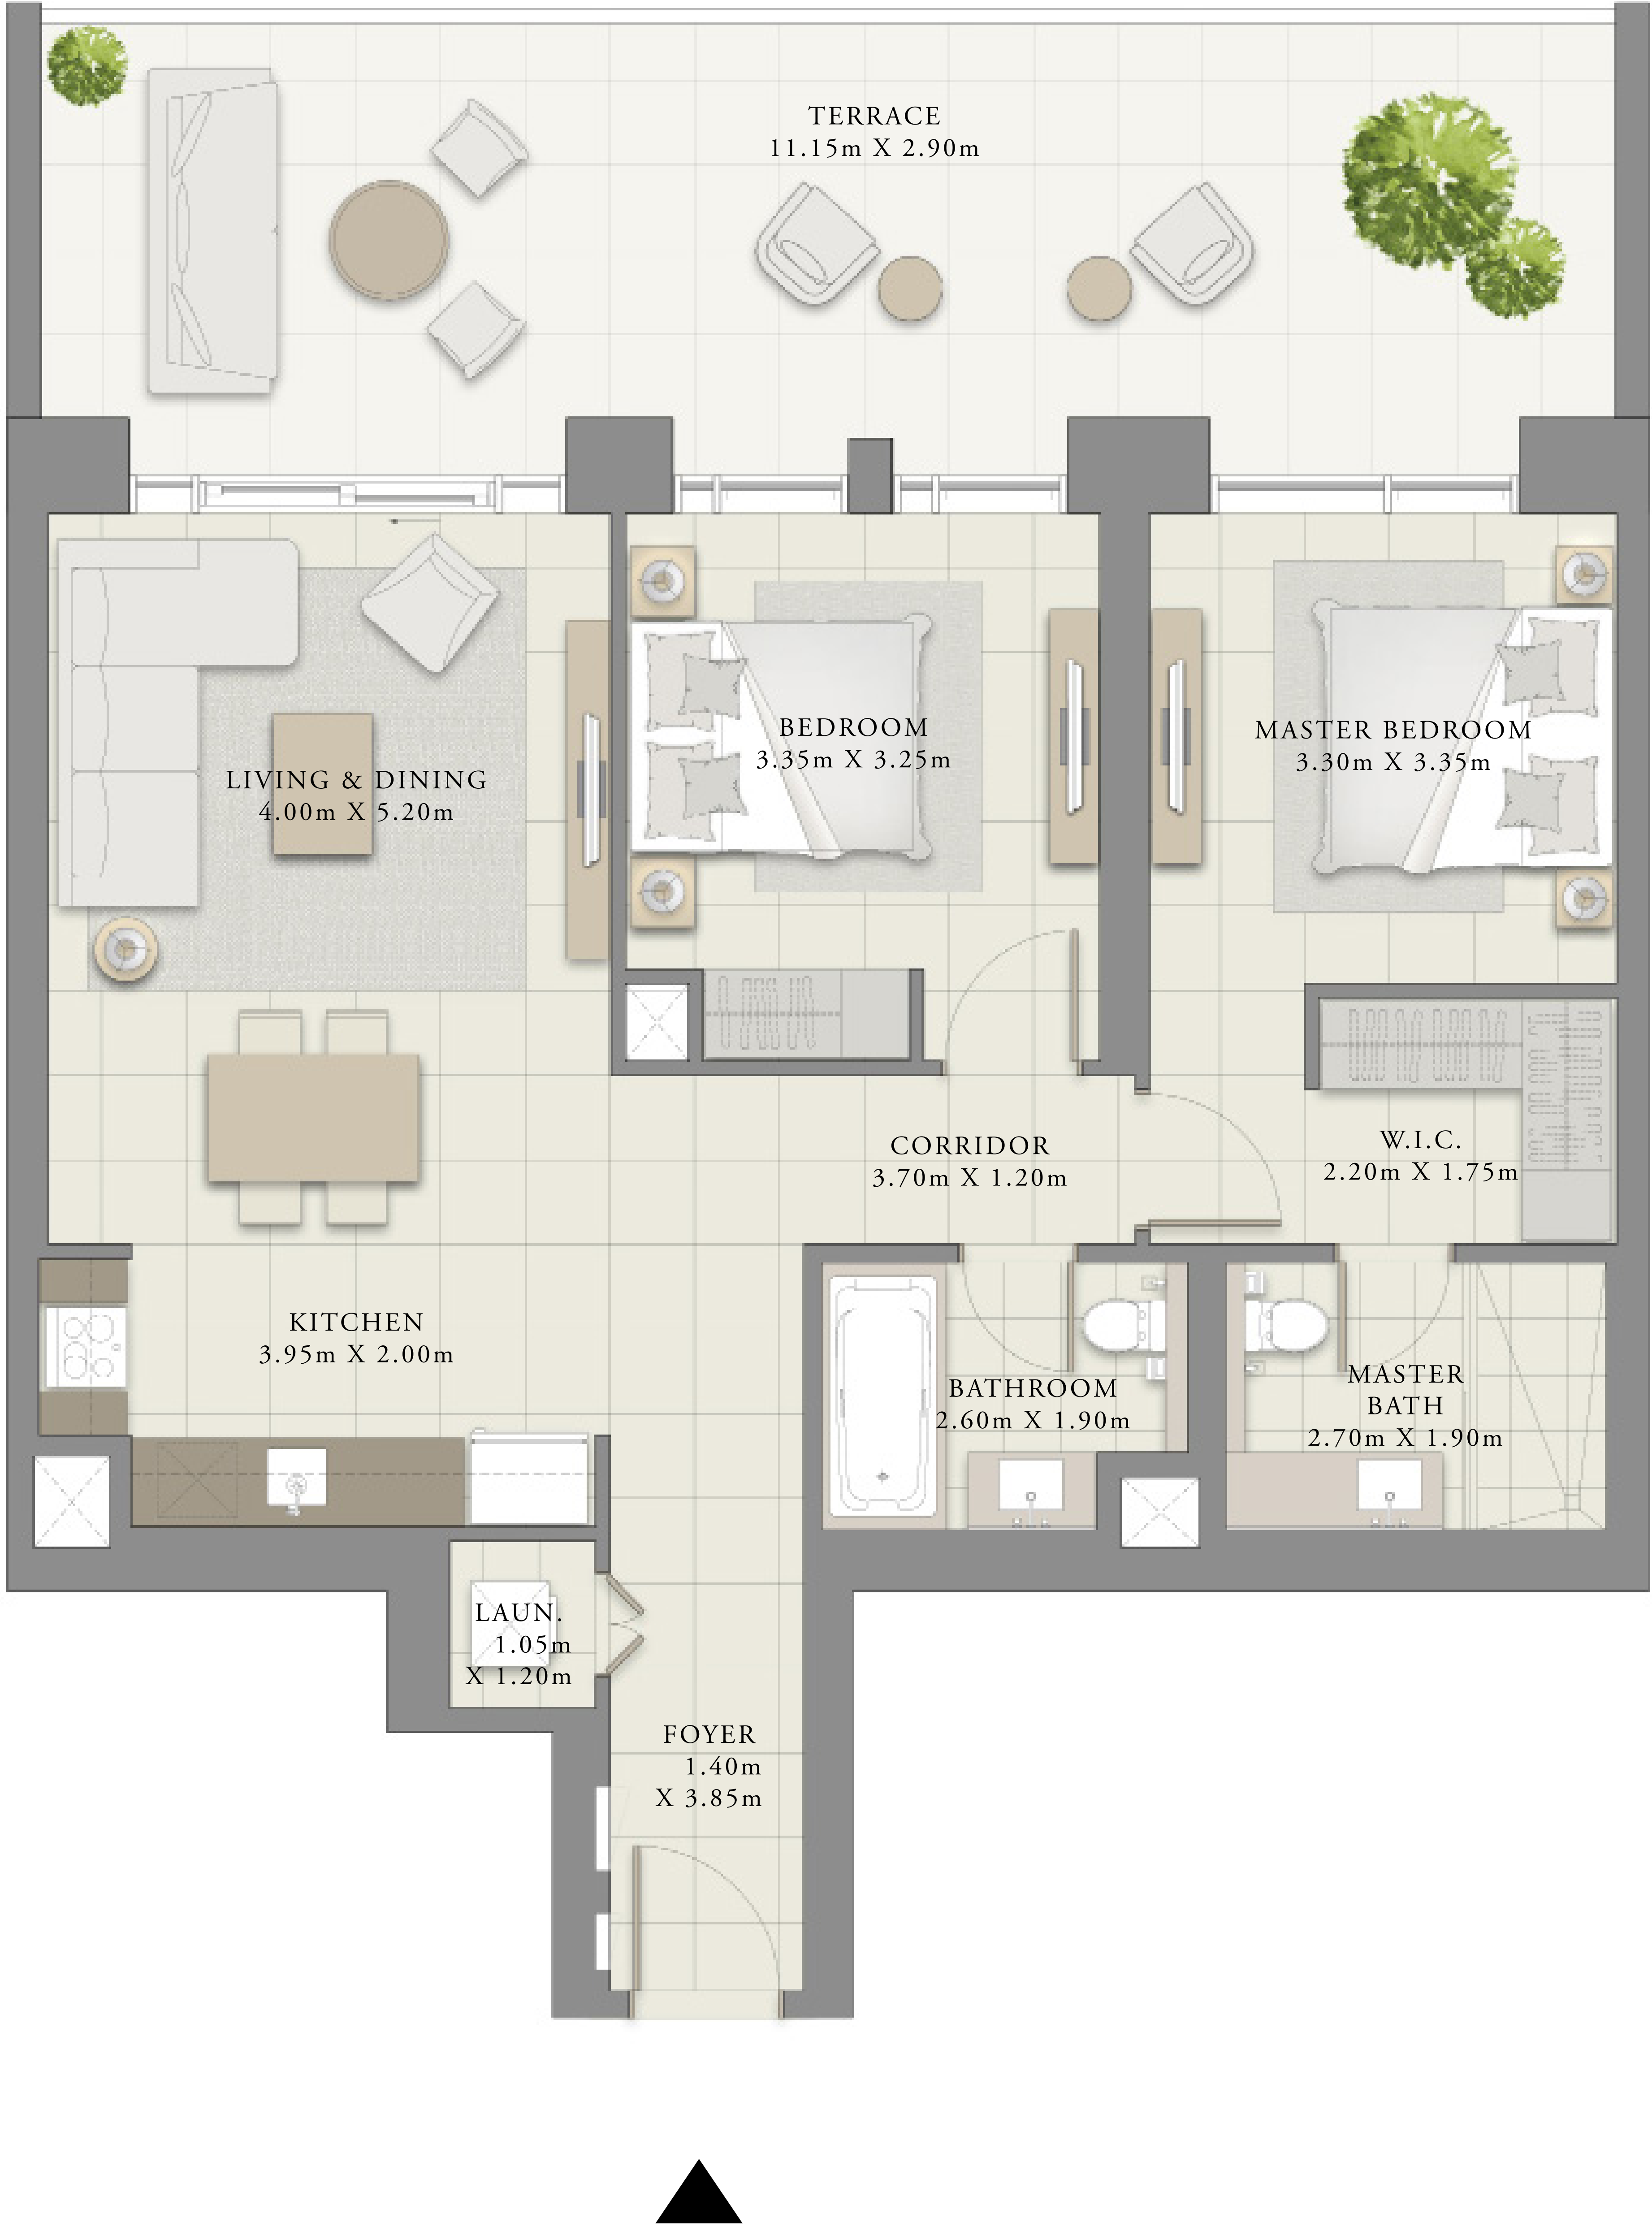 TERRACE
11.15m X 2.90m
BEDROOM
3.35m X 3.25m
MASTER BEDROOM
3.30m X 3.35m
LIVING & DINING
4.00m X 5.20m
CORRIDOR
3.70m X 1.20m
W.I.C.
2.20m X 1.75m
KITCHEN
3.95m X 2.00m
BATHROOM
2.60m X 1.90m
MASTER
BATH
2.70m X 1.90m
LAUN.
1.05m
X 1.20m
FOYER
1.40m
X 3.85m